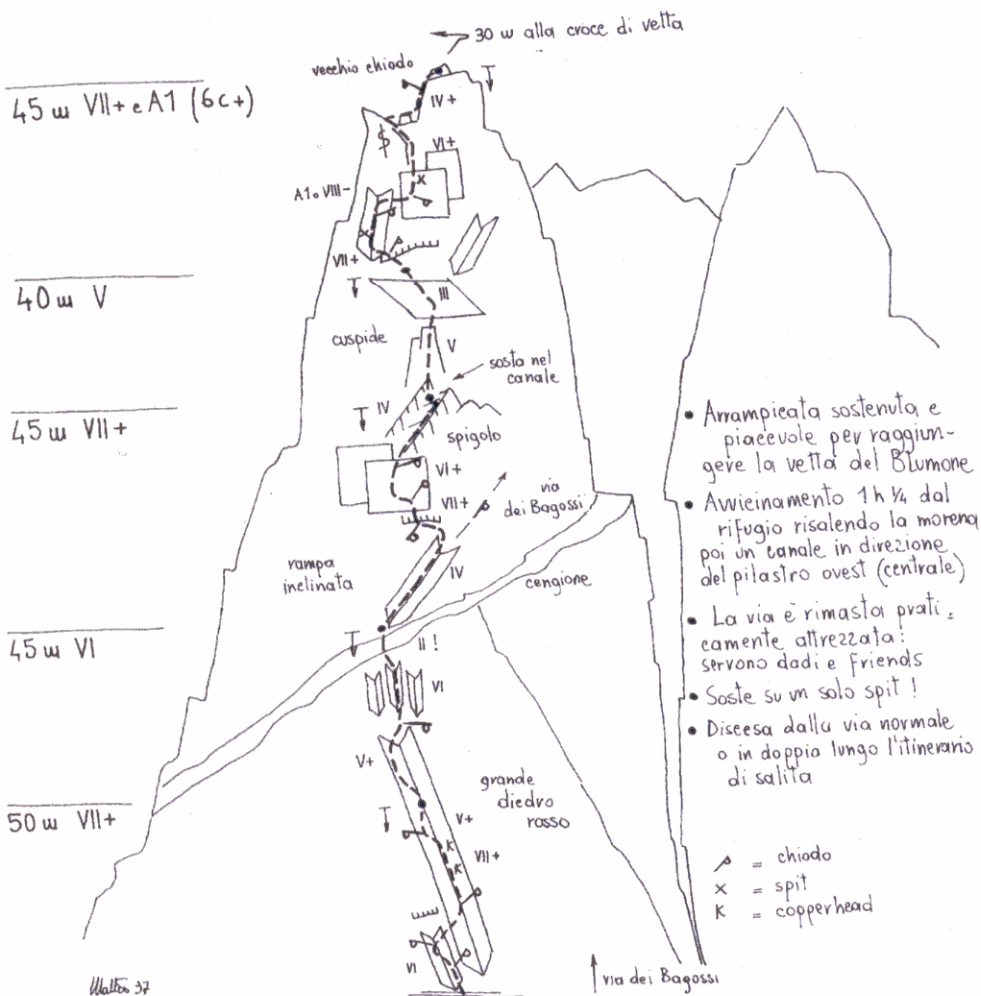 30 m alla croce di vetta
vecchio chiodo
45 m VII+ e A1 (6c+)
IV+
VI+
A1 o VIII-
VII+
40 m V
III
cuspide
V
sosta nel
canale
IV
45 m VII+
spigolo
VI+
VII+
via
dei Bagossi
rampa
inclinata
IV
cengione
45 m VI
II !
VI
V+
grande
diedro
rosso
50 m VII+
V+
K
VII+
K
VI
via dei Bagossi
• Arrampicata sostenuta e
piacevole per raggiun-
gere la vetta del Blumone
• Avvicinamento 1 h ¼ dal
rifugio risalendo la morena
poi un canale in direzione
del pilastro ovest (centrale)
• La via è rimasta prati=
camente attrezzata:
servono dadi e friends
• Soste su un solo spit !
• Discesa dalla via normale
o in doppia lungo l'itinerario
di salita
= chiodo
x = spit
K = copperhead